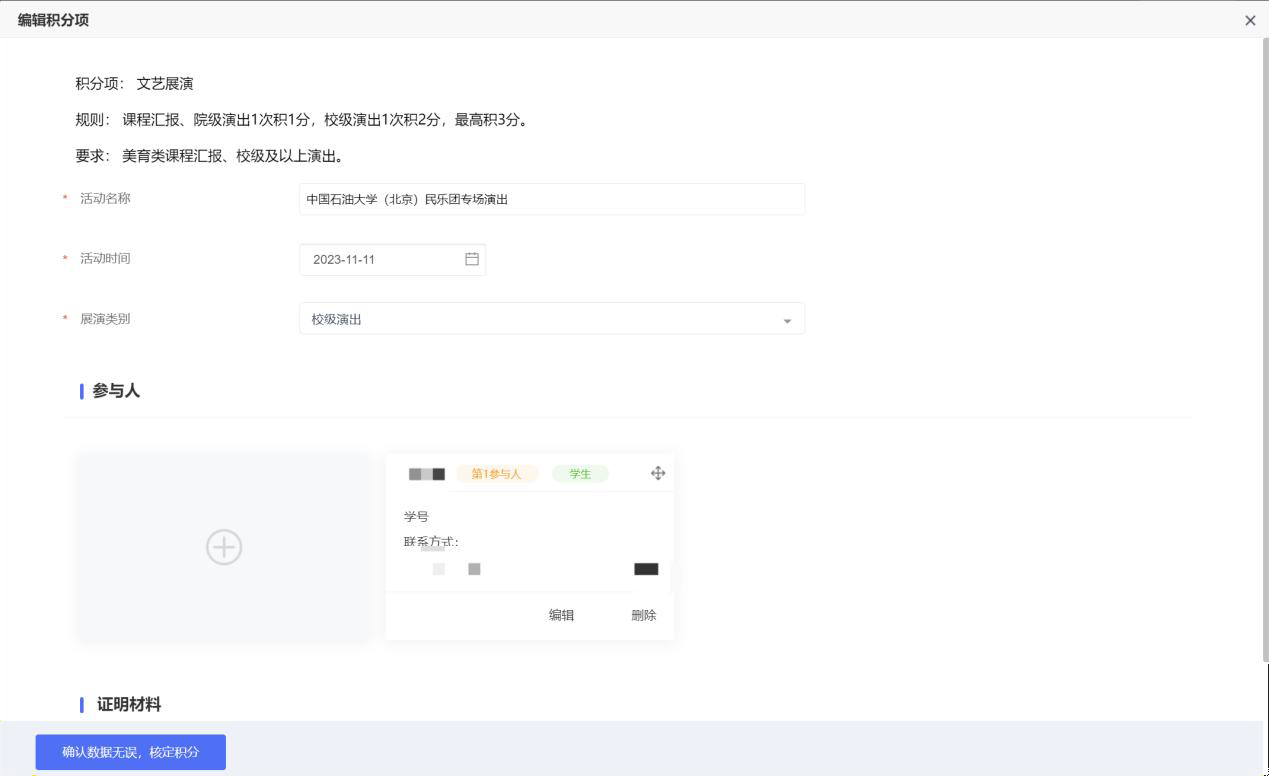 编辑积分项
积分项： 文艺展演
规则： 课程汇报、院级演出1次积1分，校级演出1次积2分，最高积3分。
要求： 美育类课程汇报、校级及以上演出。
* 活动名称 中国石油大学（北京）民乐团专场演出
* 活动时间 2023-11-11
* 展演类别 校级演出
参与人
第1参与人 学生
学号
联系方式：
编辑 删除
证明材料
确认数据无误，核定积分